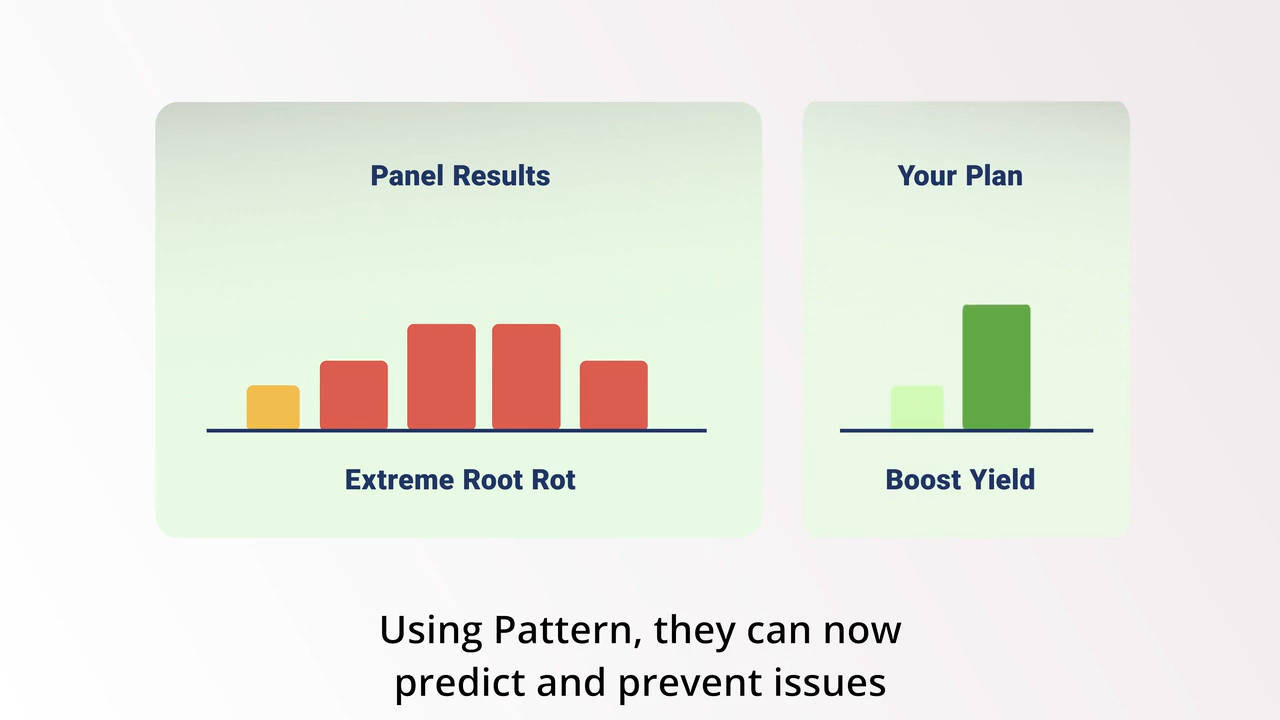 Panel Results
Your Plan
Extreme Root Rot
Boost Yield
Using Pattern, they can now
predict and prevent issues